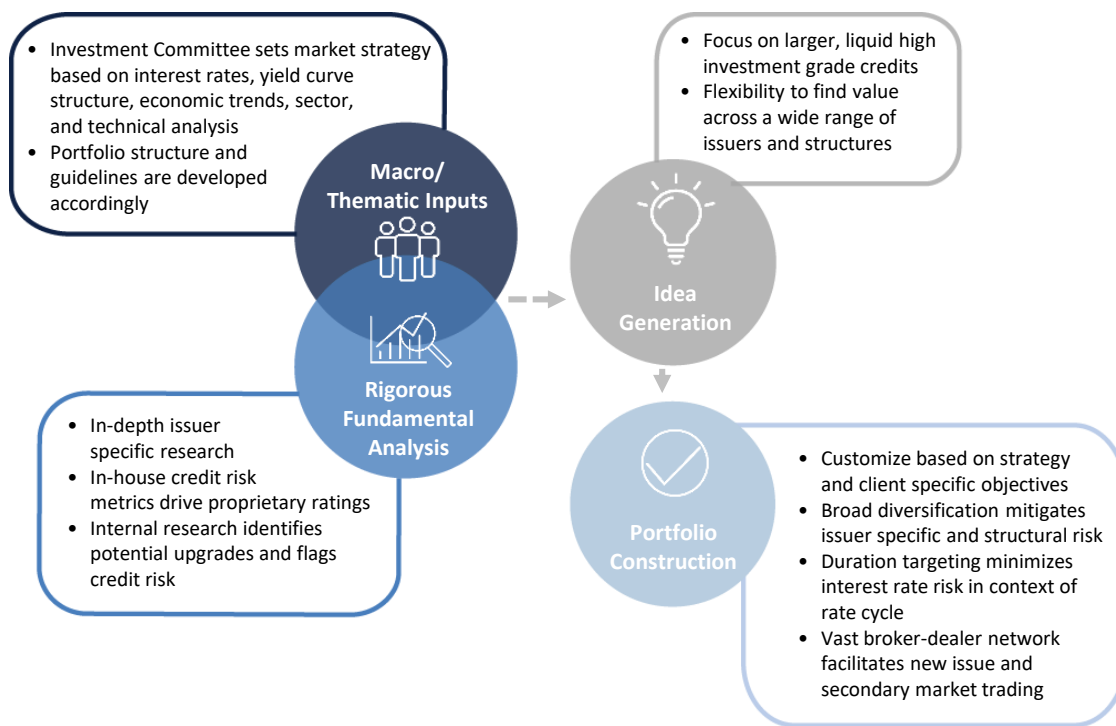 • Investment Committee sets market strategy
based on interest rates, yield curve
structure, economic trends, sector,
and technical analysis
• Portfolio structure and
guidelines are developed
accordingly
Macro/
Thematic Inputs
• Focus on larger, liquid high
investment grade credits
• Flexibility to find value
across a wide range of
issuers and structures
Idea
Generation
Rigorous
Fundamental
Analysis
• In-depth issuer
specific research
• In-house credit risk
metrics drive proprietary ratings
• Internal research identifies
potential upgrades and flags
credit risk
Portfolio
Construction
• Customize based on strategy
and client specific objectives
• Broad diversification mitigates
issuer specific and structural risk
• Duration targeting minimizes
interest rate risk in context of
rate cycle
• Vast broker-dealer network
facilitates new issue and
secondary market trading